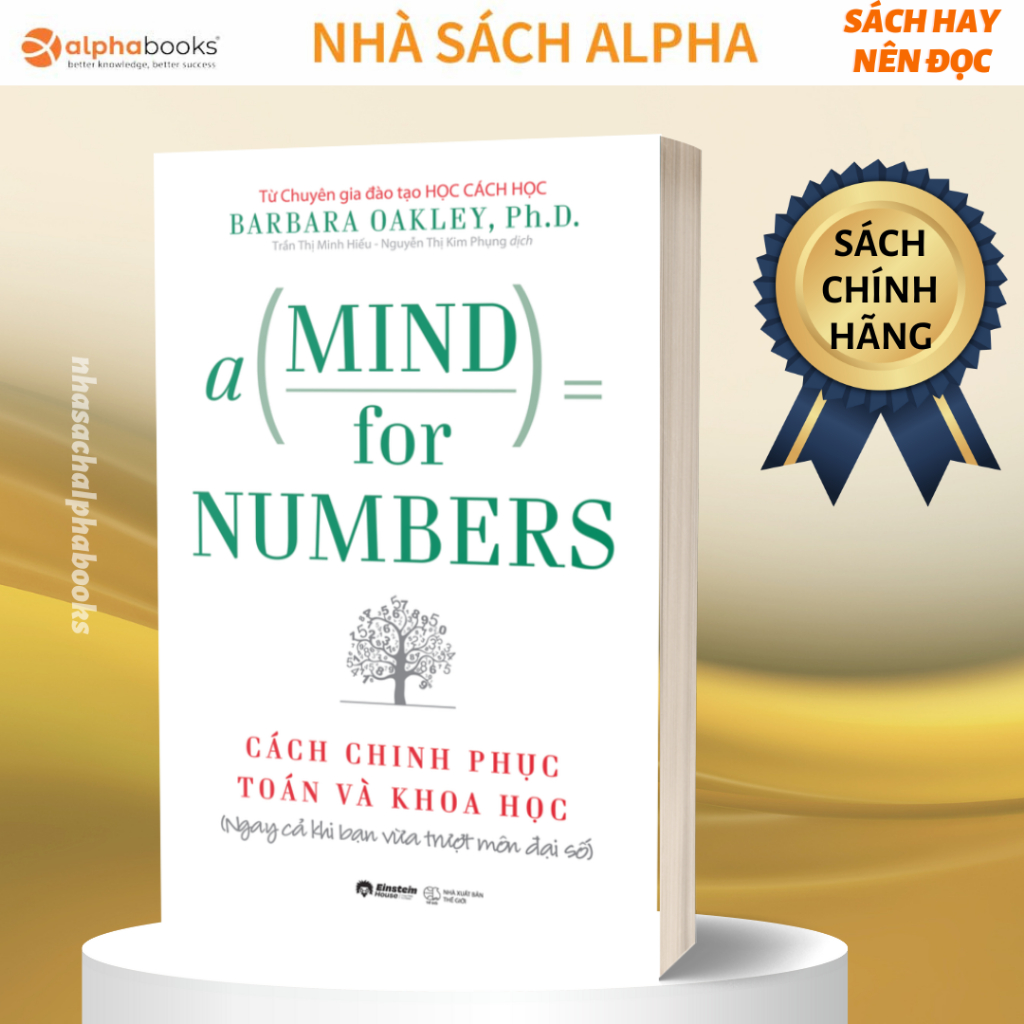 alphabooks®
better knowledge, better success
NHÀ SÁCH ALPHA
SÁCH HAY
NÊN ĐỌC
Từ Chuyên gia đào tạo HỌC CÁCH HỌC
BARBARA OAKLEY, Ph.D.
Trần Thị Minh Hiếu - Nguyễn Thị Kim Phụng dịch
a (MIND) =
for
NUMBERS
CÁCH CHINH PHỤC
TOÁN VÀ KHOA HỌC
(Ngay cả khi bạn vừa trượt môn đại số)
Einstein
House
NHÀ XUẤT BẢN
THẾ GIỚI
SÁCH
CHÍNH
HÃNG
nhasachalphabooks